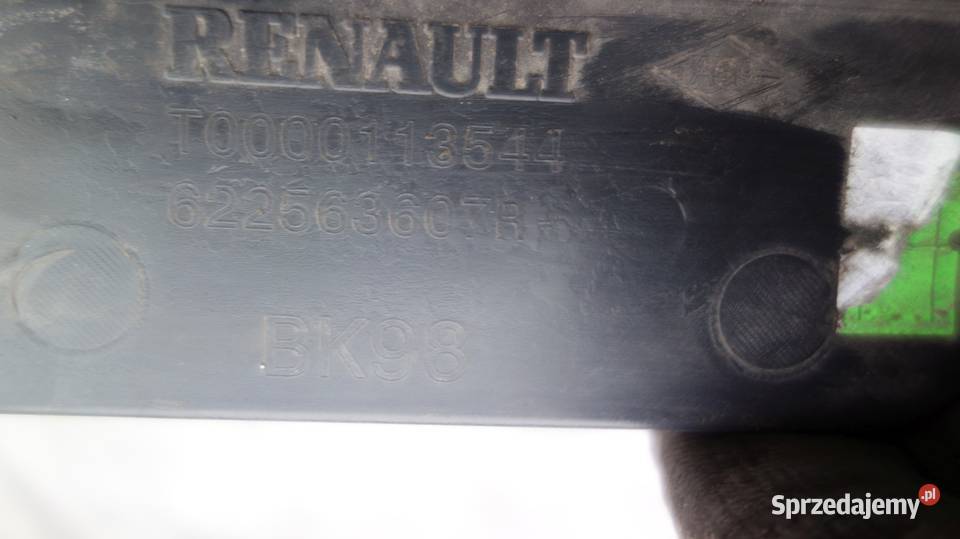 RENAULT
T0000113544
622563607R
BK98
Sprzedajemy.pl